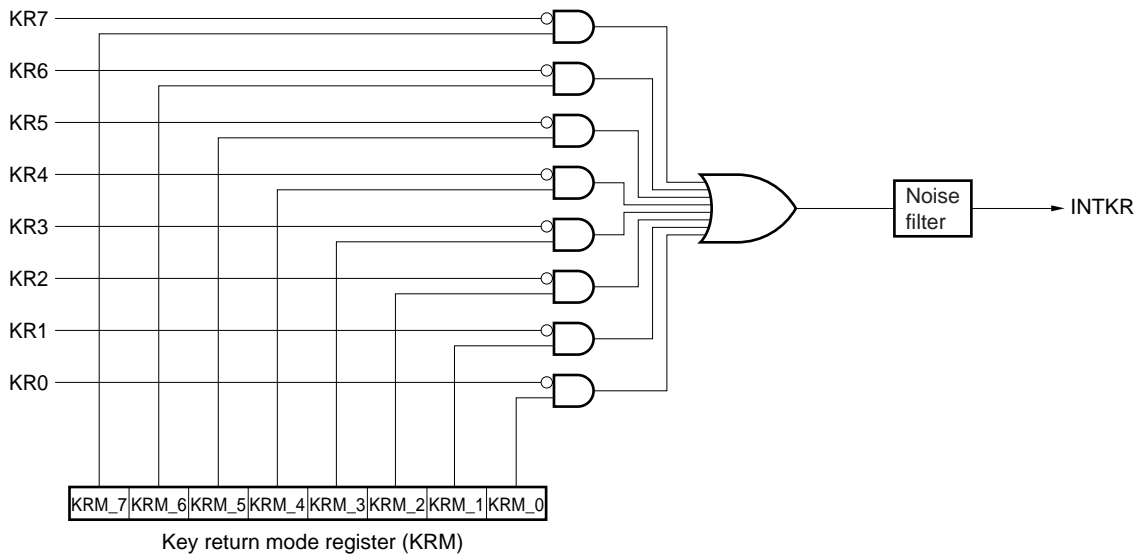 KR7
KR6
KR5
KR4
KR3
KR2
KR1
KR0
Noise
filter
INTKR
KRM_7 KRM_6 KRM_5 KRM_4 KRM_3 KRM_2 KRM_1 KRM_0
Key return mode register (KRM)